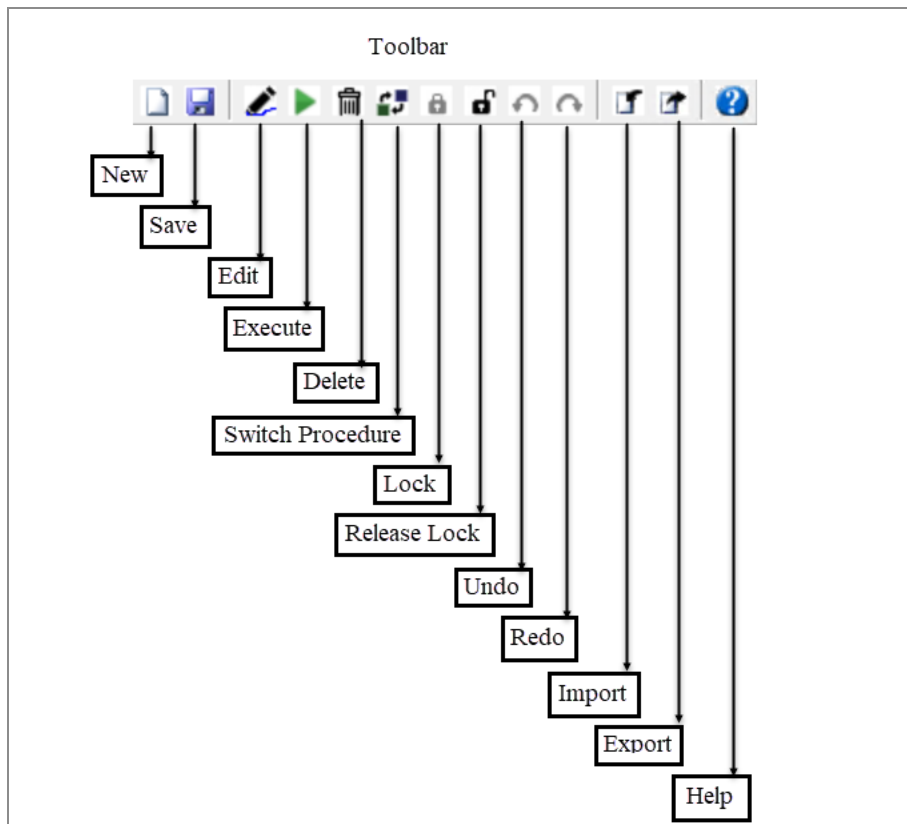 Toolbar
New
Save
Edit
Execute
Delete
Switch Procedure
Lock
Release Lock
Undo
Redo
Import
Export
Help